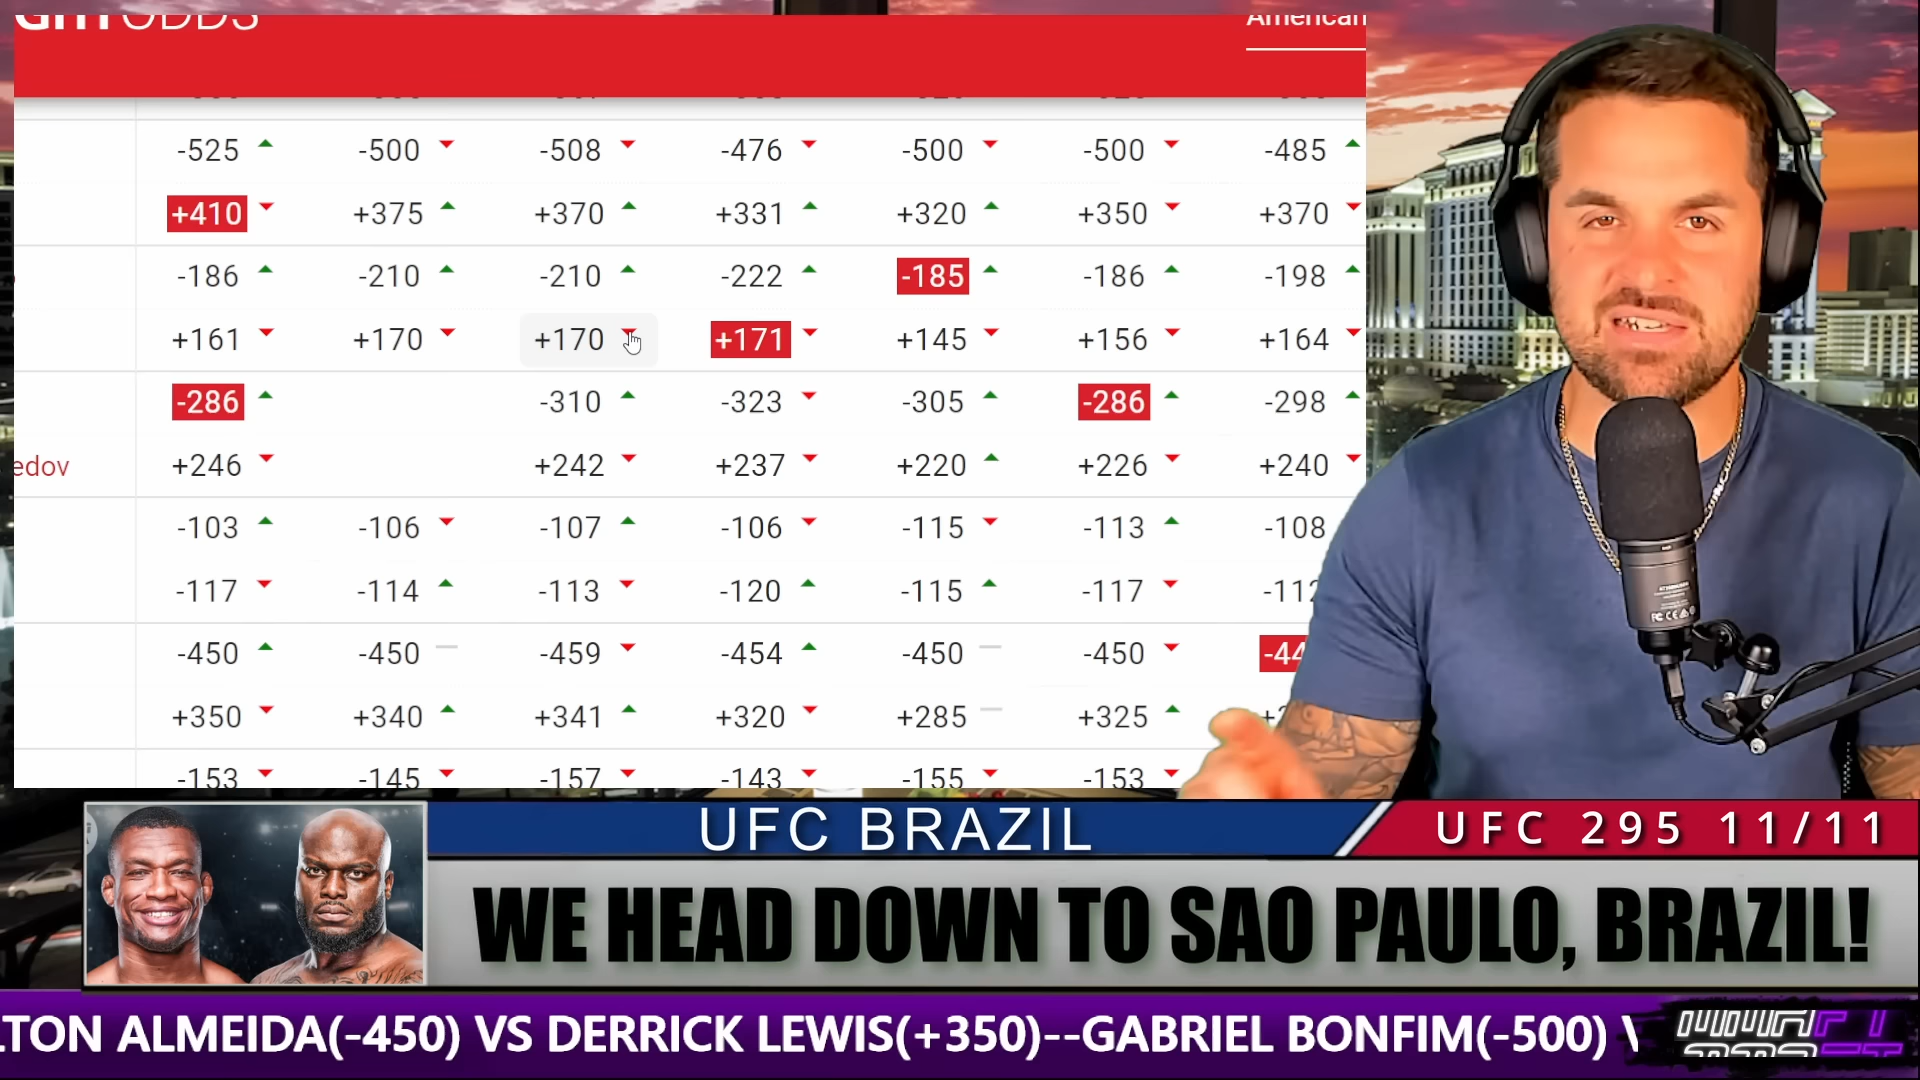 FIGHTODDS
American
-525 -500 -508 -476 -500 -500 -485
+410 +375 +370 +331 +320 +350 +370
-186 -210 -210 -222 -185 -186 -198
+161 +170 +170 +171 +145 +156 +164
-286 -310 -323 -305 -286 -298
edov +246 +242 +237 +220 +226 +240
-103 -106 -107 -106 -115 -113 -108
-117 -114 -113 -120 -115 -117 -112
-450 -450 -459 -454 -450 -450 -44
+350 +340 +341 +320 +285 +325
-153 -145 -157 -143 -155 -153
UFC BRAZIL
UFC 295 11/11
WE HEAD DOWN TO SAO PAULO, BRAZIL!
LTON ALMEIDA(-450) VS DERRICK LEWIS(+350)--GABRIEL BONFIM(-500) V